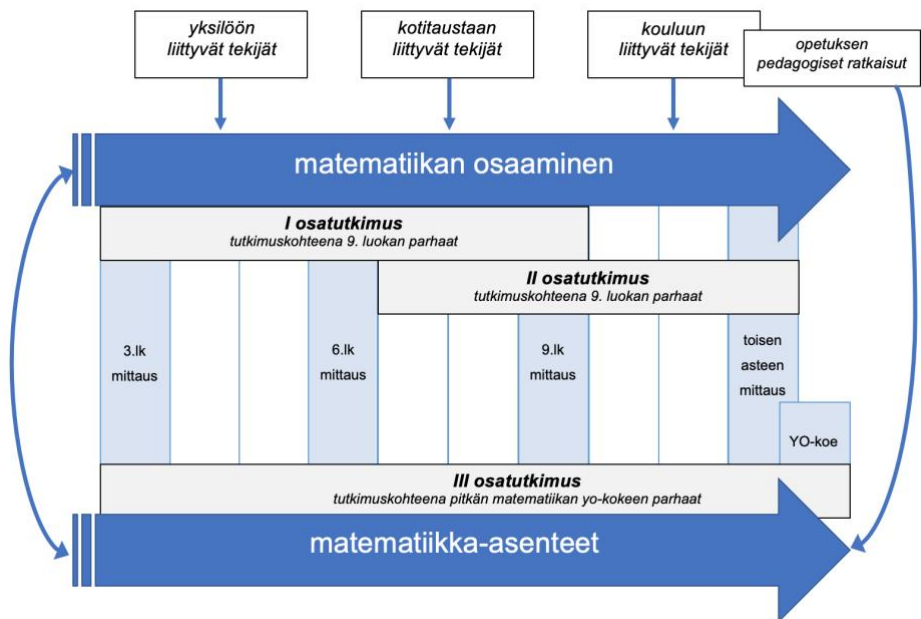 yksilöön
liittyvät tekijät
kotitaustaan
liittyvät tekijät
kouluun
liittyvät tekijät
opetuksen
pedagogiset ratkaisut
matematiikan osaaminen
I osatutkimus
tutkimuskohteena 9. luokan parhaat
II osatutkimus
tutkimuskohteena 9. luokan parhaat
3.lk
mittaus
6.lk
mittaus
9.lk
mittaus
toisen
asteen
mittaus
YO-koe
III osatutkimus
tutkimuskohteena pitkän matematiikan yo-kokeen parhaat
matematiikka-asenteet